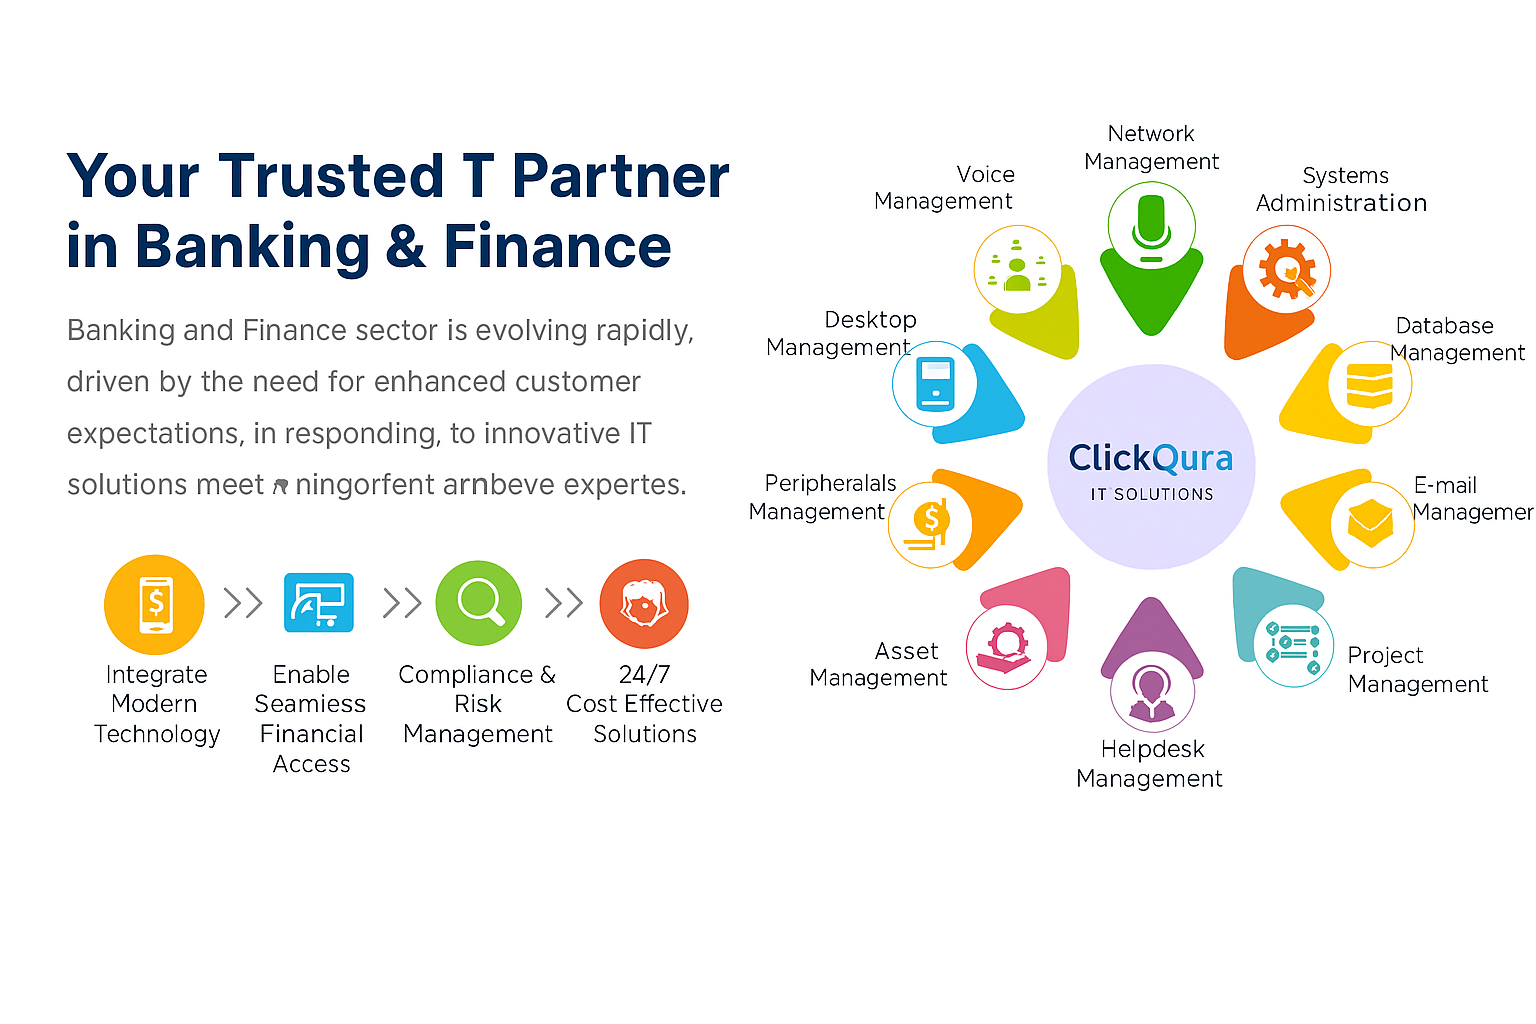 Your Trusted T Partner
in Banking & Finance
Banking and Finance sector is evolving rapidly,
driven by the need for enhanced customer
expectations, in responding, to innovative IT
solutions meet ningorfent arnbeve expertes.
Integrate
Modern
Technology
Enable
Seamiess
Financial
Access
Compliance &
Risk
Management
24/7
Cost Effective
Solutions
Network
Management
Voice
Management
Systems
Administration
Desktop
Management
Database
Management
ClickQura
IT SOLUTIONS
Peripheralals
Management
E-mail
Managemer
Asset
Management
Project
Management
Helpdesk
Management